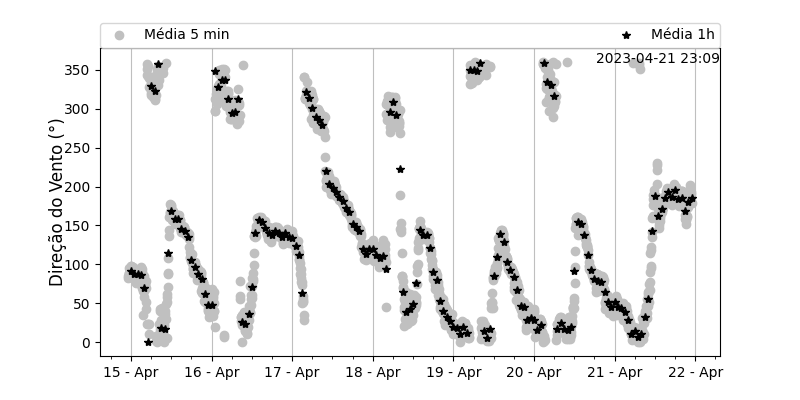 Média 5 min
Média 1h
2023-04-21 23:09
350
300
250
200
150
100
50
0
Direção do Vento (°)
15 - Apr
16 - Apr
17 - Apr
18 - Apr
19 - Apr
20 - Apr
21 - Apr
22 - Apr